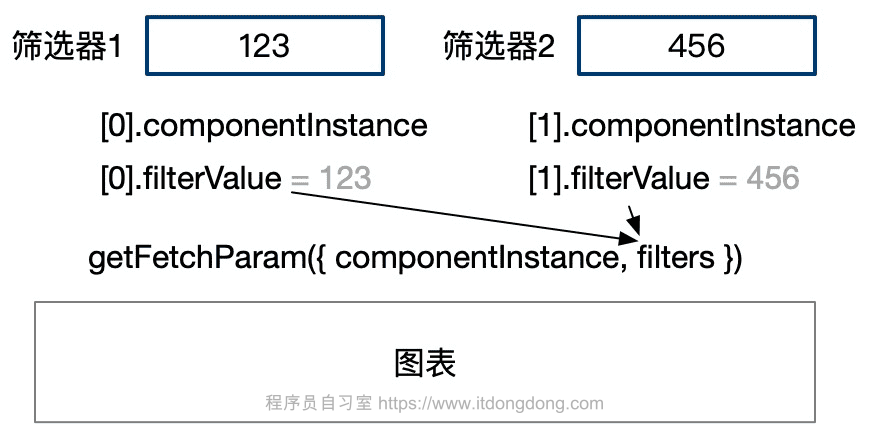 筛选器1 123 筛选器2 456
[0].componentInstance [1].componentInstance
[0].filterValue = 123 [1].filterValue = 456
getFetchParam({ componentInstance, filters })
图表
程序员自习室 https://www.itdongdong.com